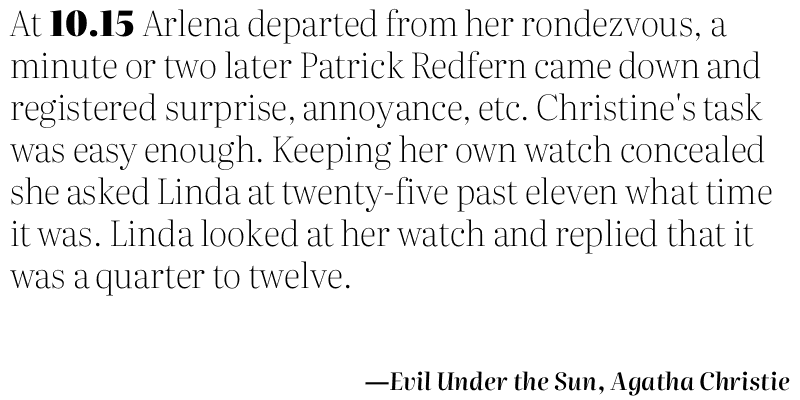 At 10.15 Arlena departed from her rondezvous, a
minute or two later Patrick Redfern came down and
registered surprise, annoyance, etc. Christine's task
was easy enough. Keeping her own watch concealed
she asked Linda at twenty-five past eleven what time
it was. Linda looked at her watch and replied that it
was a quarter to twelve.
—Evil Under the Sun, Agatha Christie